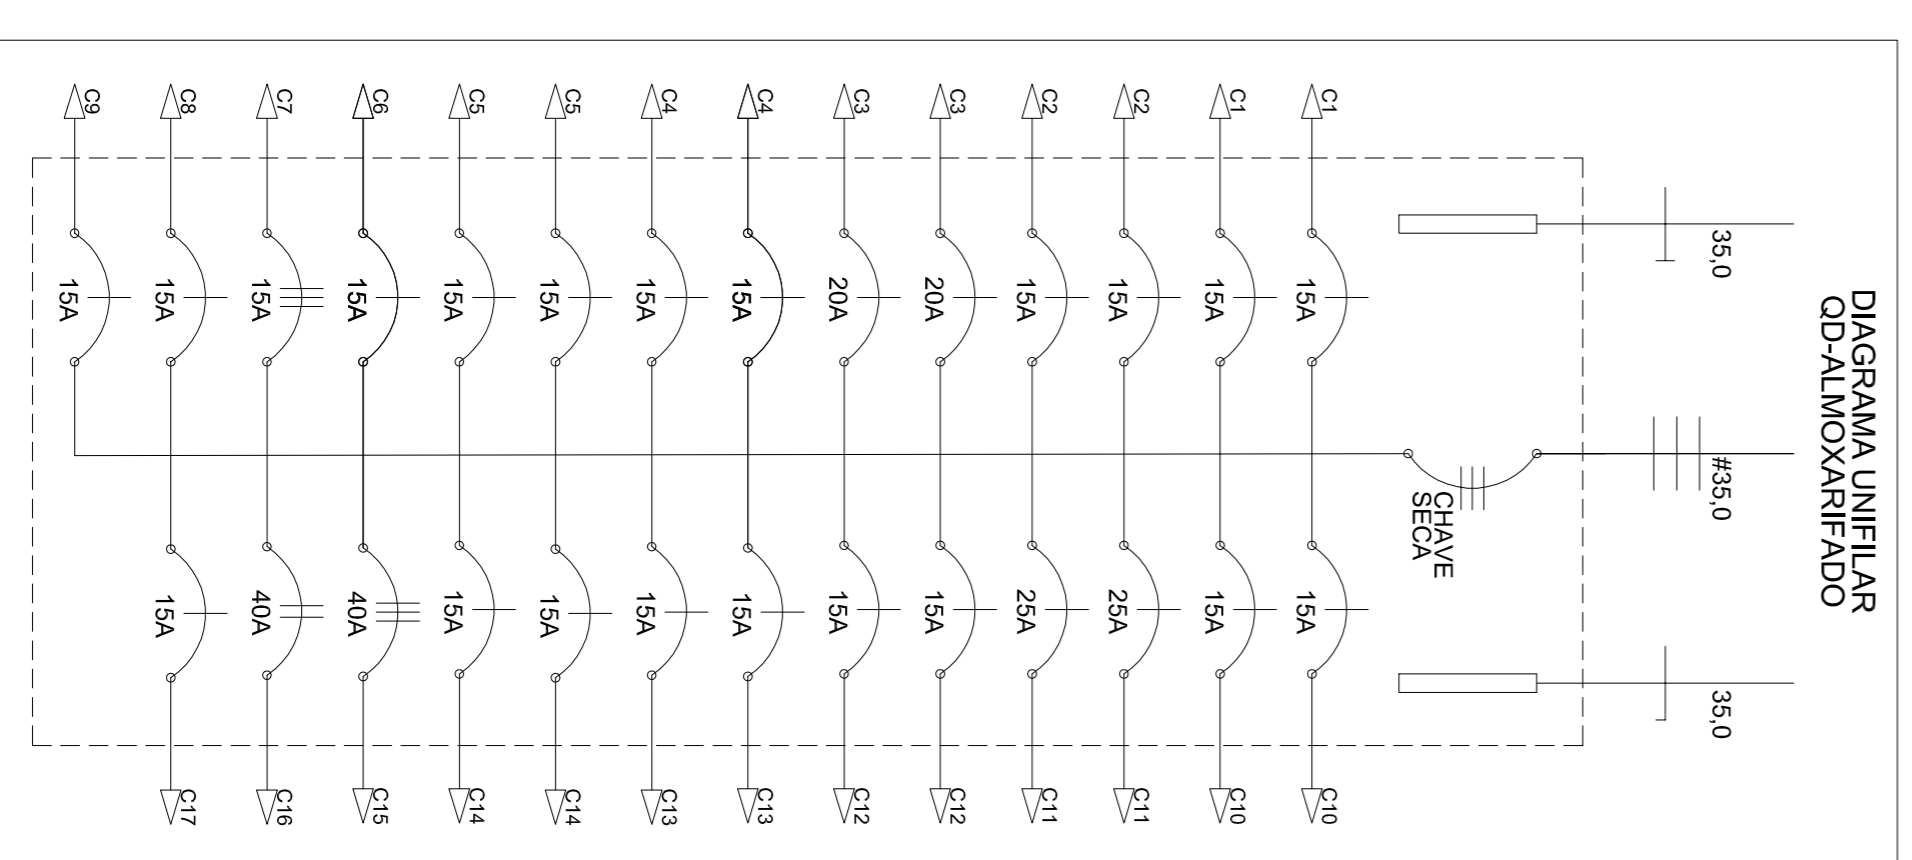 DIAGRAMA UNIFILAR
QD-ALMOXARIFADO
35,0
#35,0
35,0
CHAVE
SECA
C1
15A
15A
C10
C1
15A
15A
C10
C2
15A
25A
C11
C2
15A
25A
C11
C3
20A
15A
C12
C3
20A
15A
C12
C4
15A
15A
C13
C4
15A
15A
C13
C5
15A
15A
C14
C5
15A
15A
C14
C6
15A
40A
C15
C7
15A
40A
C16
C8
15A
15A
C17
C9
15A